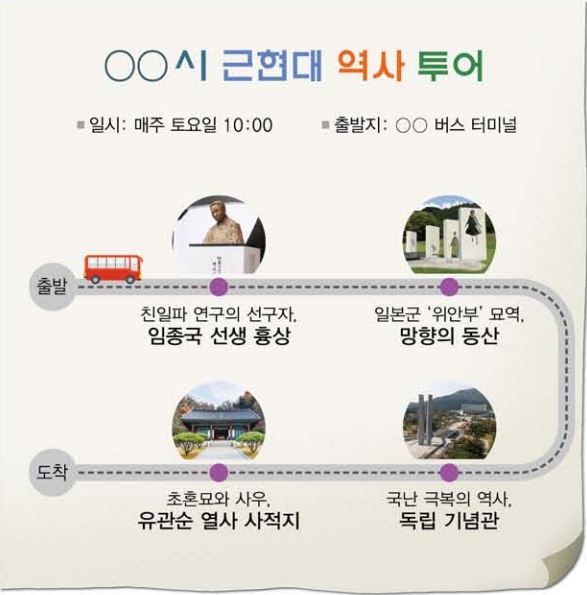 ○○시 근현대 역사 투어
■ 일시: 매주 토요일 10:00
■ 출발지: ○○ 버스 터미널
출발
친일파 연구의 선구자,
임종국 선생 흉상
일본군 '위안부' 묘역,
망향의 동산
도착
초혼묘와 사우,
유관순 열사 사적지
국난 극복의 역사,
독립 기념관